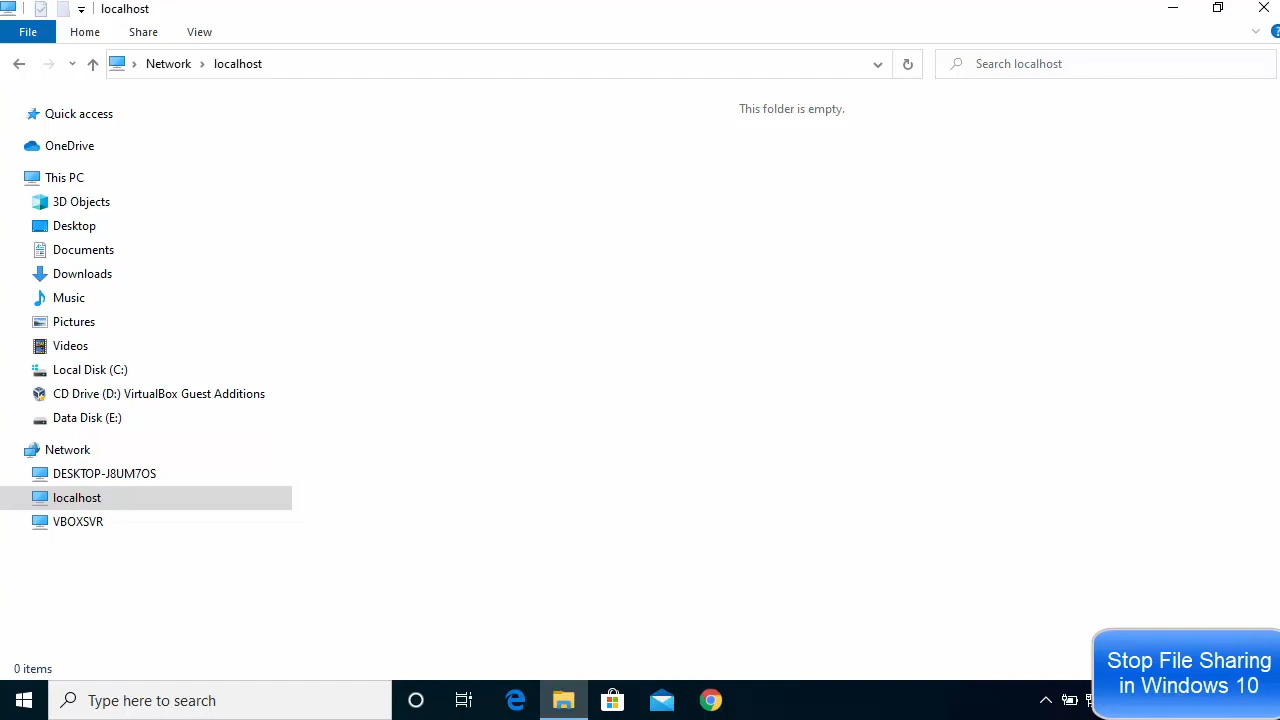 localhost
File
Home
Share
View
?
Network
localhost
Search localhost
This folder is empty.
Quick access
OneDrive
This PC
3D Objects
Desktop
Documents
Downloads
Music
Pictures
Videos
Local Disk (C:)
CD Drive (D:) VirtualBox Guest Additions
Data Disk (E:)
Network
DESKTOP-J8UM7OS
localhost
VBOXSVR
0 items
Type here to search
Stop File Sharing
in Windows 10